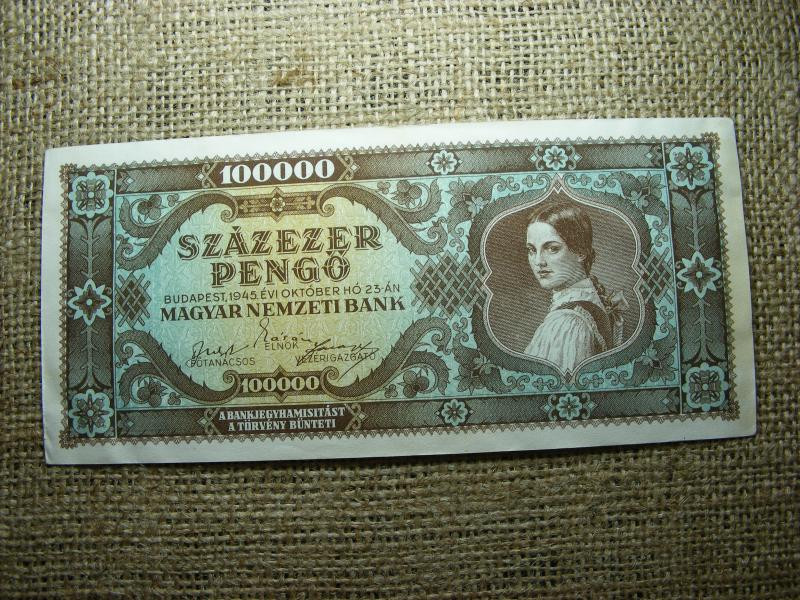 100000
SZÁZEZER
PENGŐ
BUDAPEST, 1945. ÉVI OKTÓBER HÓ 23-ÁN
MAGYAR NEMZETI BANK
ELNÖK
FŐTANÁCSOS VEZÉRIGAZGATÓ
100000
A BANKJEGYHAMISITÁST
A TÖRVÉNY BÜNTETI